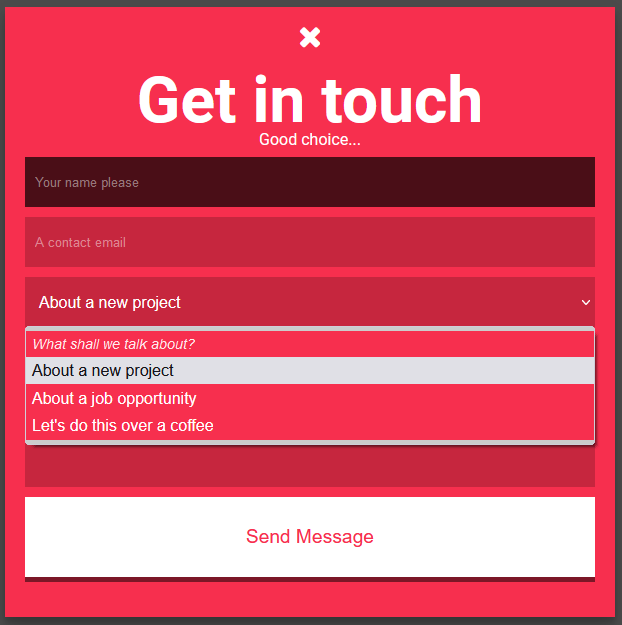 Get in touch
Good choice...
Your name please
A contact email
About a new project
What shall we talk about?
About a new project
About a job opportunity
Let's do this over a coffee
Send Message